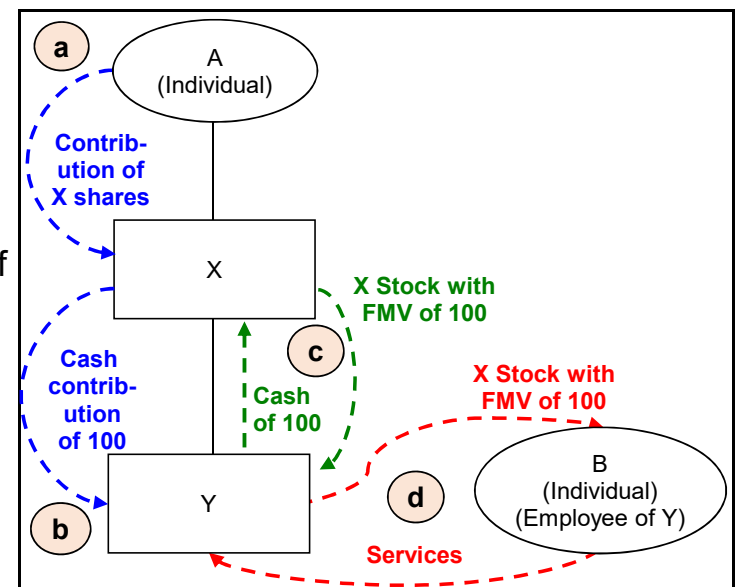 a
A
(Individual)
Contrib-
ution of
X shares
f
X
X Stock with
FMV of 100
c
Cash
contrib-
ution
of 100
Cash
of 100
X Stock with
FMV of 100
B
(Individual)
(Employee of Y)
d
Y
b
Services